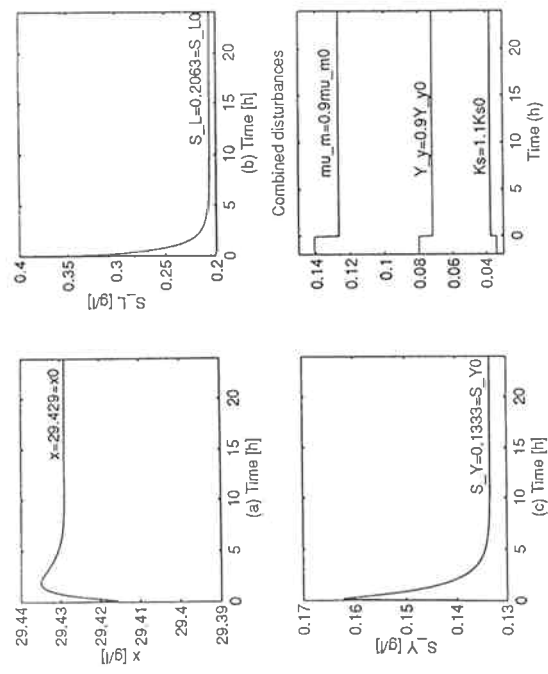 29.44
29.43
29.42
29.41
29.4
29.39
x [g/l]
x=29.429=x0
0 5 10 15 20
(a) Time [h]
0.4
0.35
0.3
0.25
0.2
S_L [g/l]
S_L=0.2063=S_L0
0 5 10 15 20
(b) Time [h]
0.17
0.16
0.15
0.14
0.13
S_Y [g/l]
S_Y=0.1333=S_Y0
0 5 10 15 20
(c) Time [h]
Combined disturbances
0.14
0.12
0.1
0.08
0.06
0.04
mu_m=0.9mu_m0
Y_y=0.9Y_y0
Ks=1.1Ks0
0 5 10 15 20
Time (h)